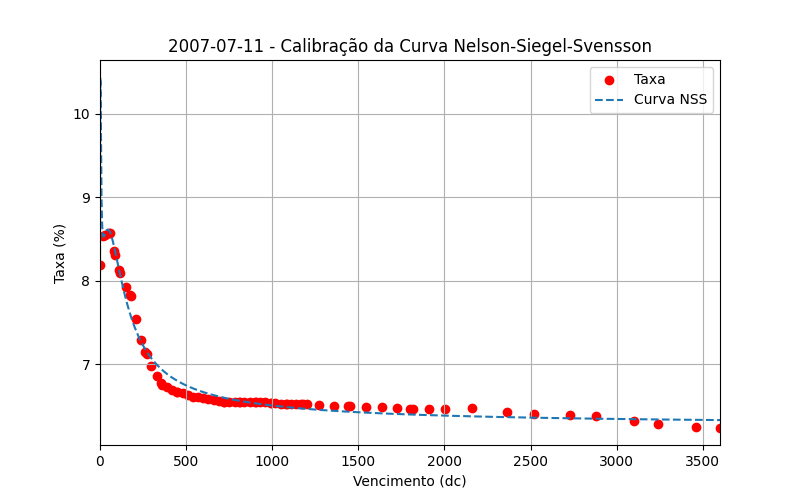 2007-07-11 - Calibração da Curva Nelson-Siegel-Svensson
Taxa
Curva NSS
Taxa (%)
10
9
8
7
0
500
1000
1500
2000
2500
3000
3500
Vencimento (dc)